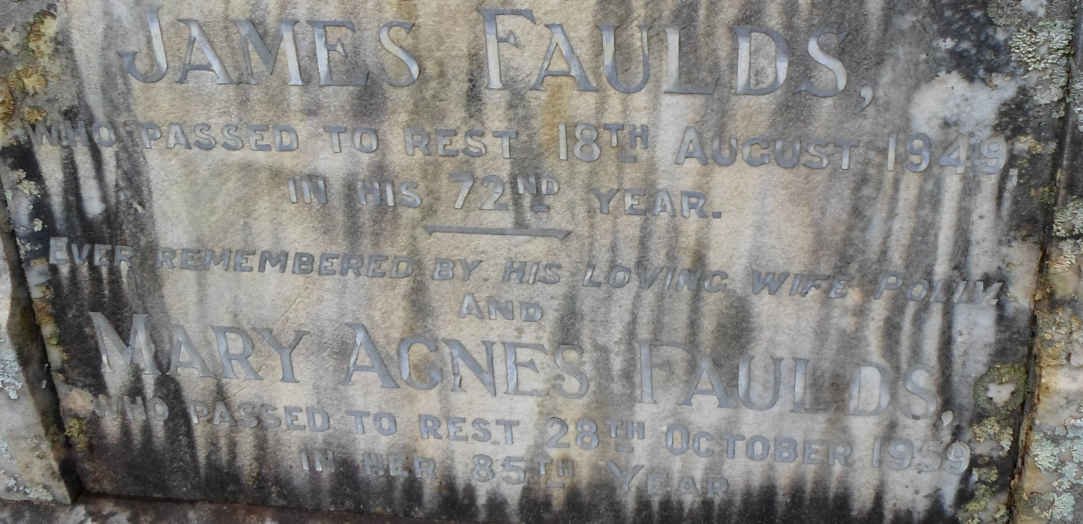 JAMES FAULDS,
WHO PASSED TO REST 18TH AUGUST 1949,
IN HIS 72ND YEAR.
EVER REMEMBERED BY HIS LOVING WIFE POLLY.
AND
MARY AGNES FAULDS,
WHO PASSED TO REST 28TH OCTOBER 1959
IN HER 85TH YEAR